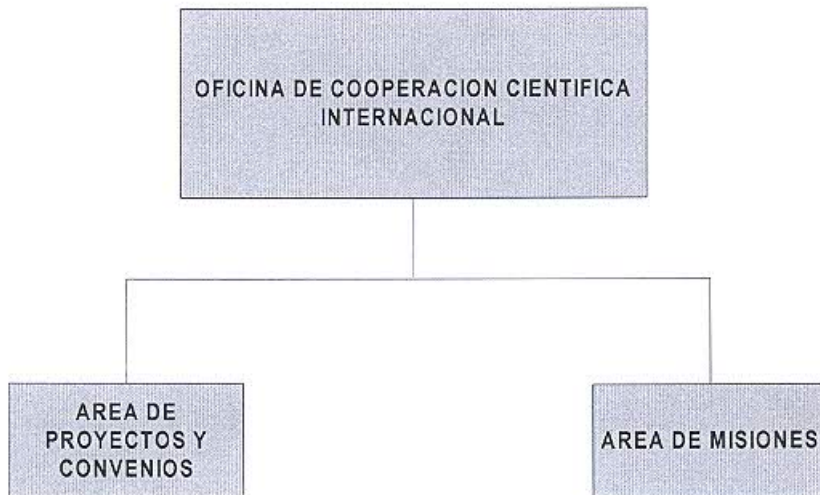 OFICINA DE COOPERACION CIENTIFICA
INTERNACIONAL
AREA DE
PROYECTOS Y
CONVENIOS
AREA DE MISIONES